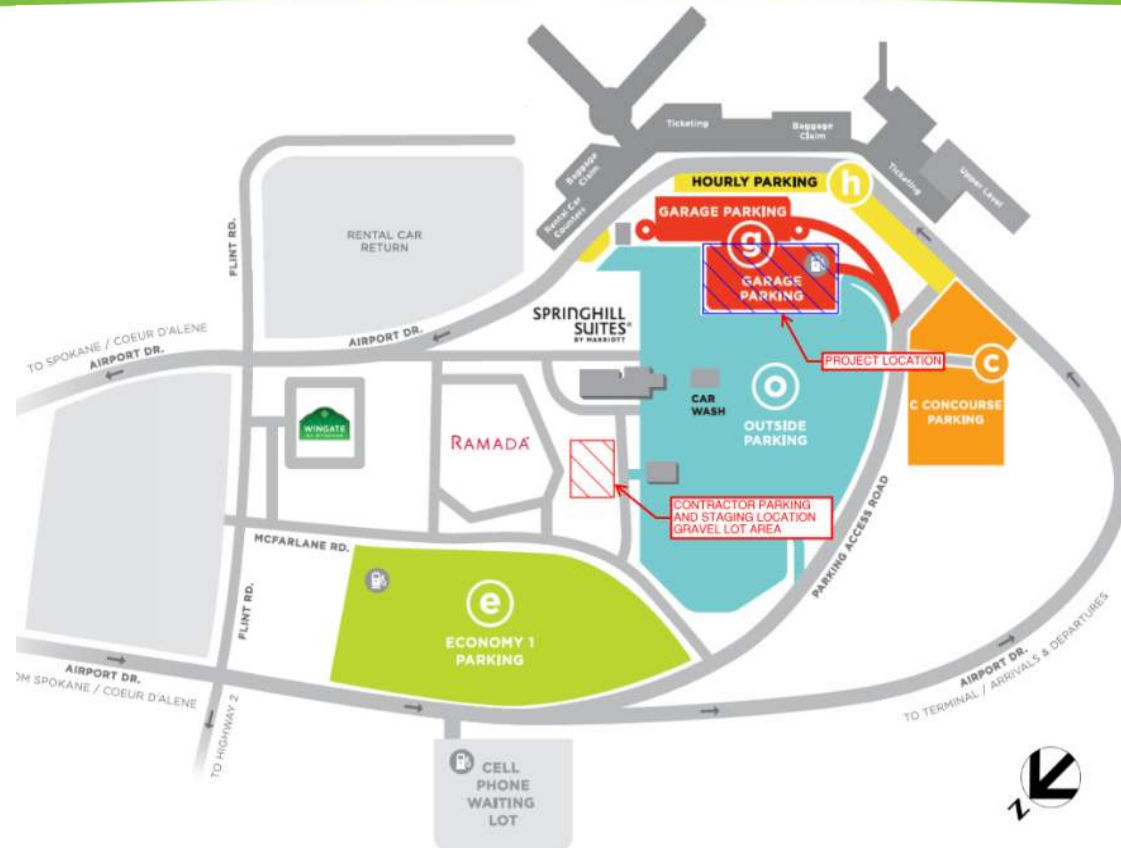 Ticketing
Baggage
Claim
Baggage
Claim
Rental Car
Counters
Ticketing
Upper Level
HOURLY PARKING
h
GARAGE PARKING
g
GARAGE
PARKING
RENTAL CAR
RETURN
FLINT RD.
SPRINGHILL
SUITES®
BY MARRIOTT
AIRPORT DR.
TO SPOKANE / COEUR D'ALENE
AIRPORT DR.
PROJECT LOCATION
c
C CONCOURSE
PARKING
CAR
WASH
o
OUTSIDE
PARKING
WINGATE
BY WYNDHAM
RAMADA
CONTRACTOR PARKING
AND STAGING LOCATION
GRAVEL LOT AREA
MCFARLANE RD.
PARKING ACCESS ROAD
FLINT RD.
e
ECONOMY 1
PARKING
AIRPORT DR.
OM SPOKANE / COEUR D'ALENE
TO HIGHWAY 2
AIRPORT DR.
TO TERMINAL / ARRIVALS & DEPARTURES
CELL
PHONE
WAITING
LOT
N